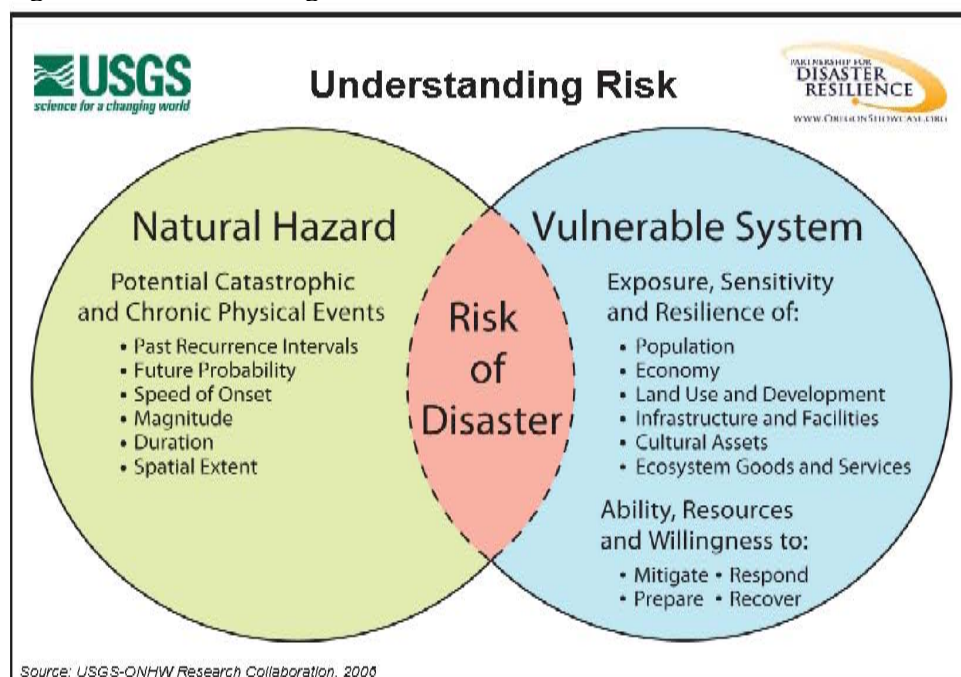 USGS
science for a changing world
Understanding Risk
PARTNERSHIP FOR
DISASTER
RESILIENCE
WWW.OREGONSHOWCASE.ORG
Natural Hazard
Potential Catastrophic
and Chronic Physical Events
• Past Recurrence Intervals
• Future Probability
• Speed of Onset
• Magnitude
• Duration
• Spatial Extent
Risk
of
Disaster
Vulnerable System
Exposure, Sensitivity
and Resilience of:
• Population
• Economy
• Land Use and Development
• Infrastructure and Facilities
• Cultural Assets
• Ecosystem Goods and Services
Ability, Resources
and Willingness to:
• Mitigate • Respond
• Prepare • Recover
Source: USGS-ONHW Research Collaboration, 2006